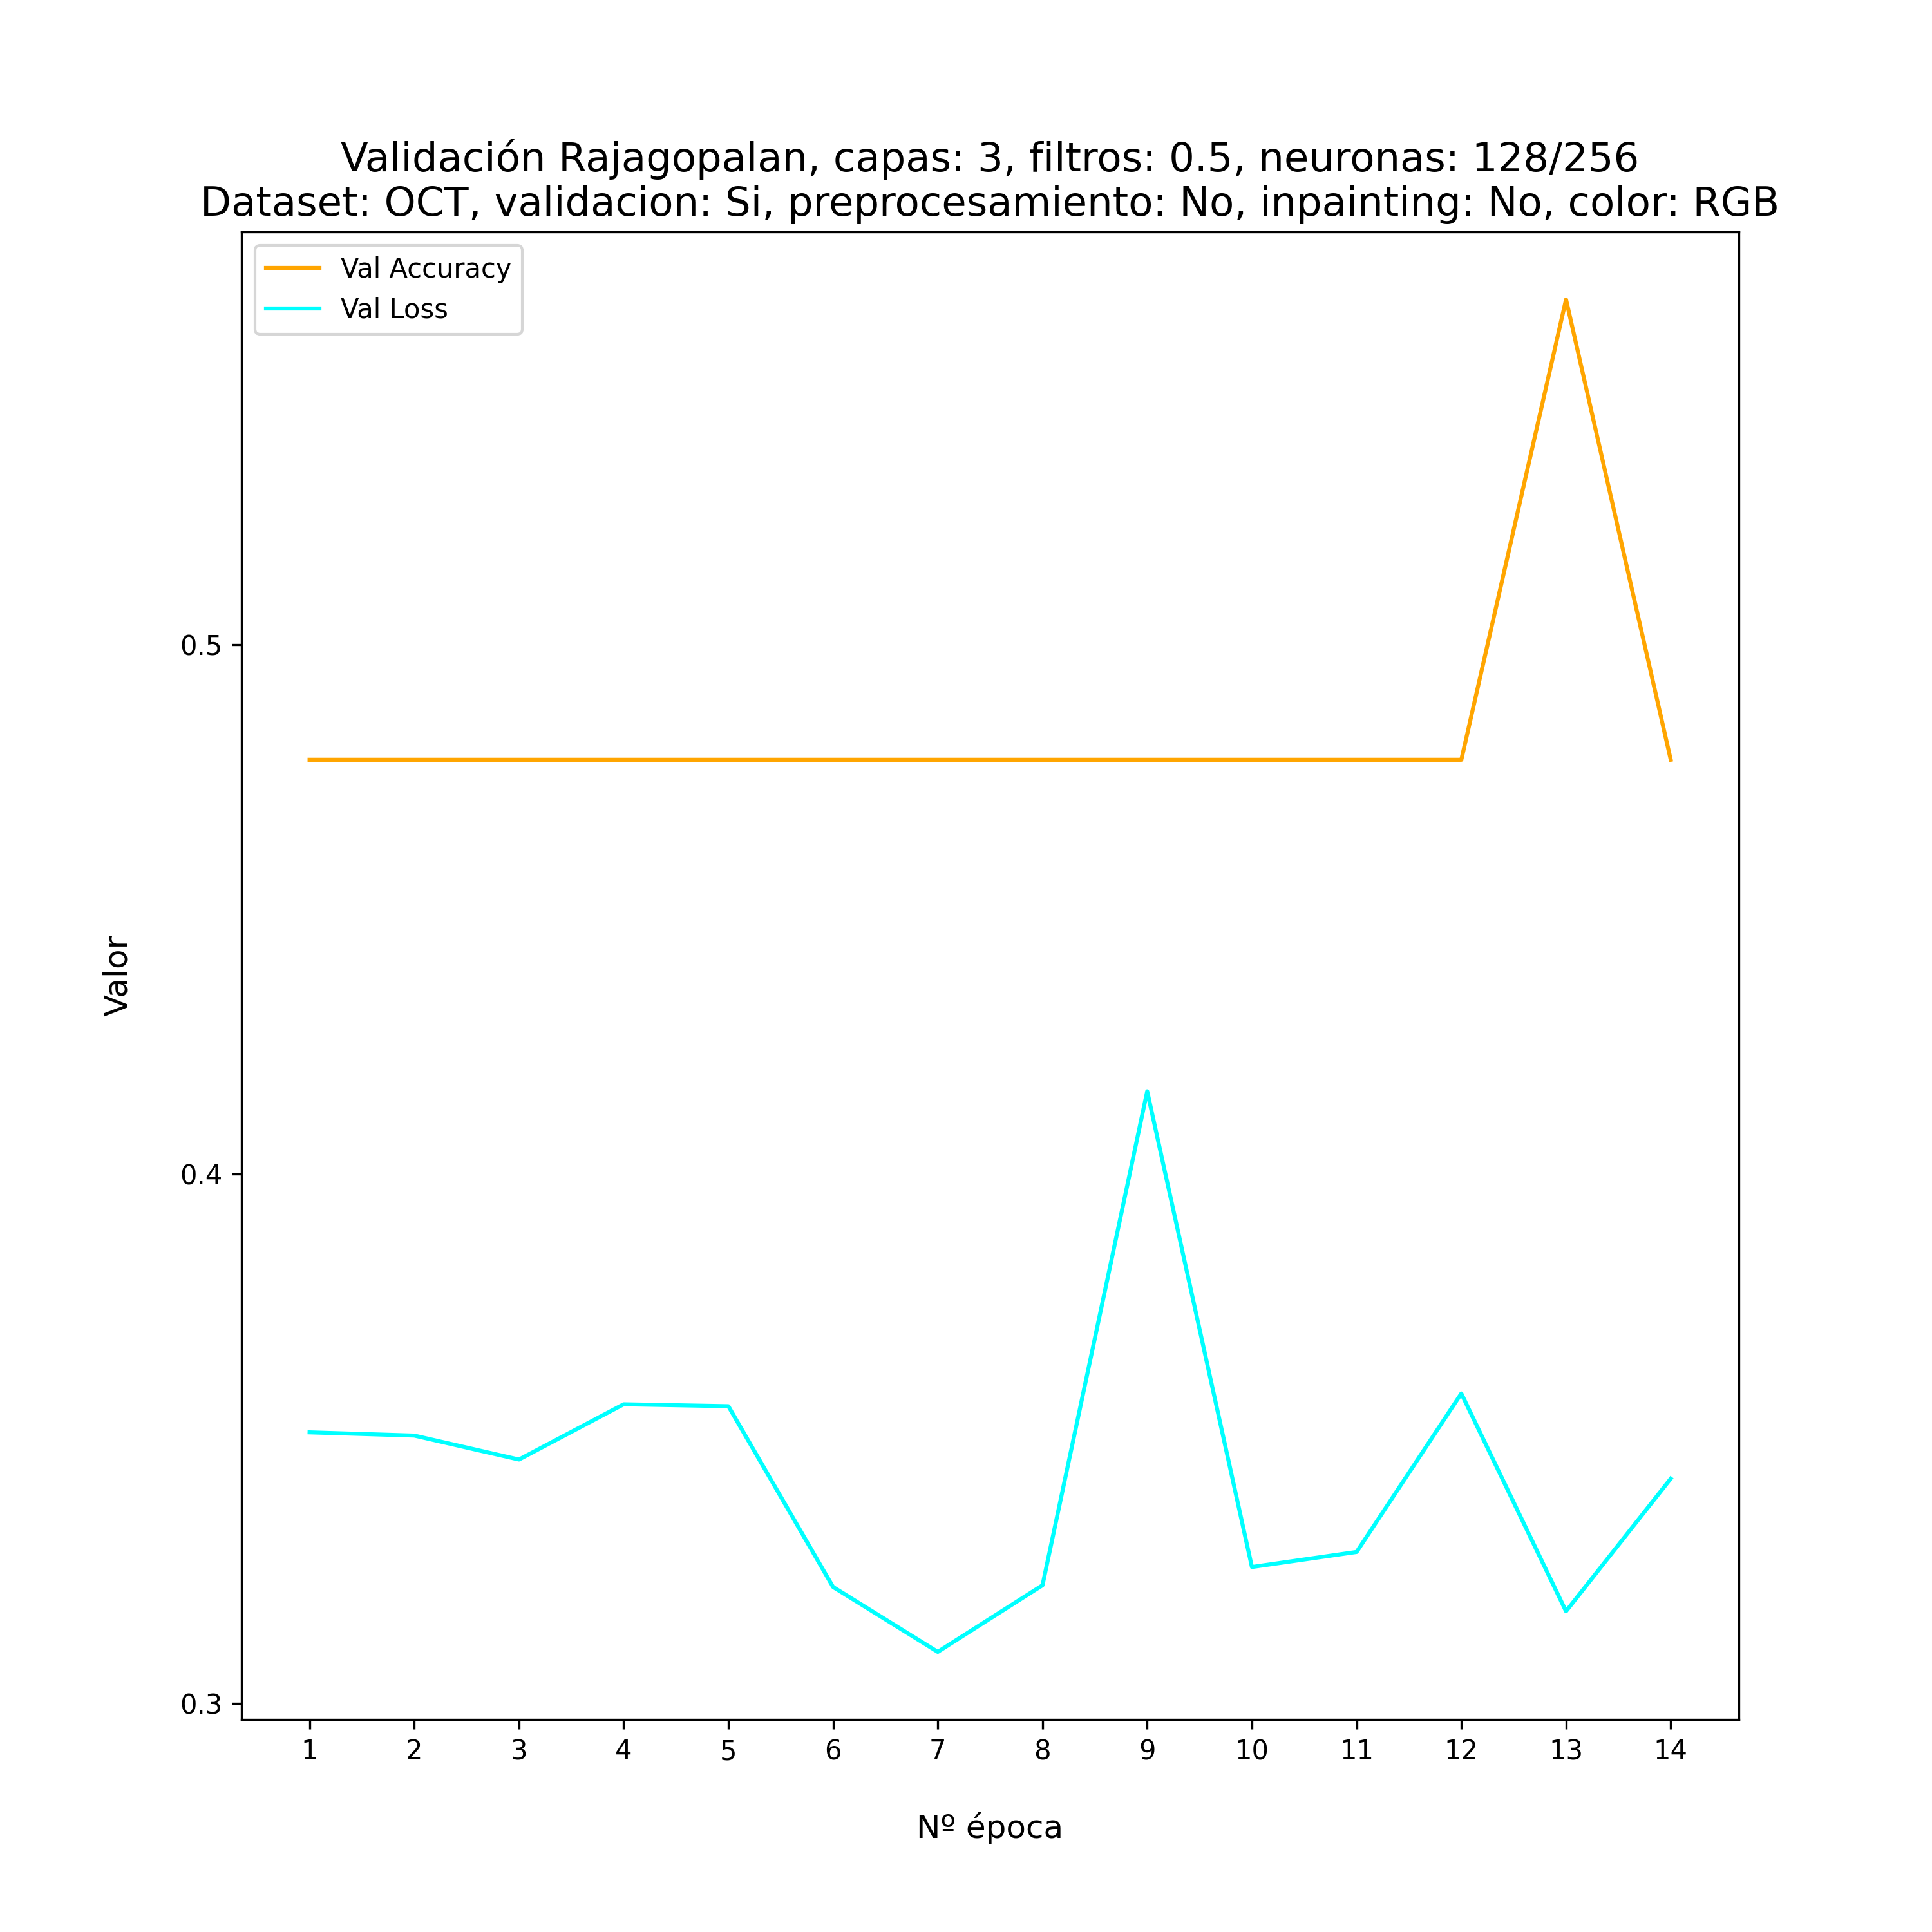 Validación Rajagopalan, capas: 3, filtros: 0.5, neuronas: 128/256
Dataset: OCT, validacion: Si, preprocesamiento: No, inpainting: No, color: RGB
Val Accuracy
Val Loss
0.5
0.4
0.3
Valor
1 2 3 4 5 6 7 8 9 10 11 12 13 14
Nº época